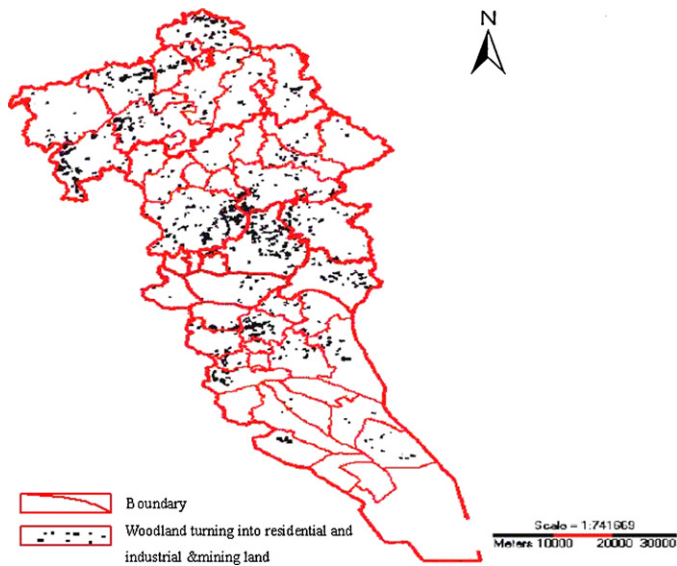 N
Boundary
Woodland turning into residential and
industrial &mining land
Scale = 1:741669
Meters 10000 20000 30000